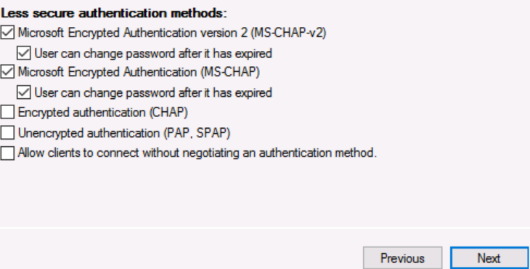 Less secure authentication methods:
Microsoft Encrypted Authentication version 2 (MS-CHAP-v2)
User can change password after it has expired
Microsoft Encrypted Authentication (MS-CHAP)
User can change password after it has expired
Encrypted authentication (CHAP)
Unencrypted authentication (PAP, SPAP)
Allow clients to connect without negotiating an authentication method.
Previous Next